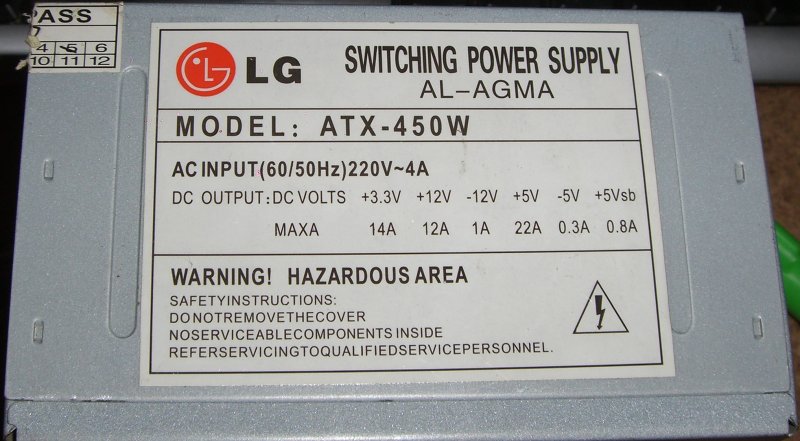 PASS
4 5 6
10 11 12
LG
SWITCHING POWER SUPPLY
AL-AGMA
MODEL: ATX-450W
AC INPUT(60/50Hz)220V~4A
DC OUTPUT: DC VOLTS +3.3V +12V -12V +5V -5V +5Vsb
MAXA 14A 12A 1A 22A 0.3A 0.8A
WARNING! HAZARDOUS AREA
SAFETYINSTRUCTIONS:
DONOTREMOVETHECOVER
NOSERVICEABLECOMPONENTS INSIDE
REFERSERVICINGTOQUALIFIEDSERVICEPERSONNEL.